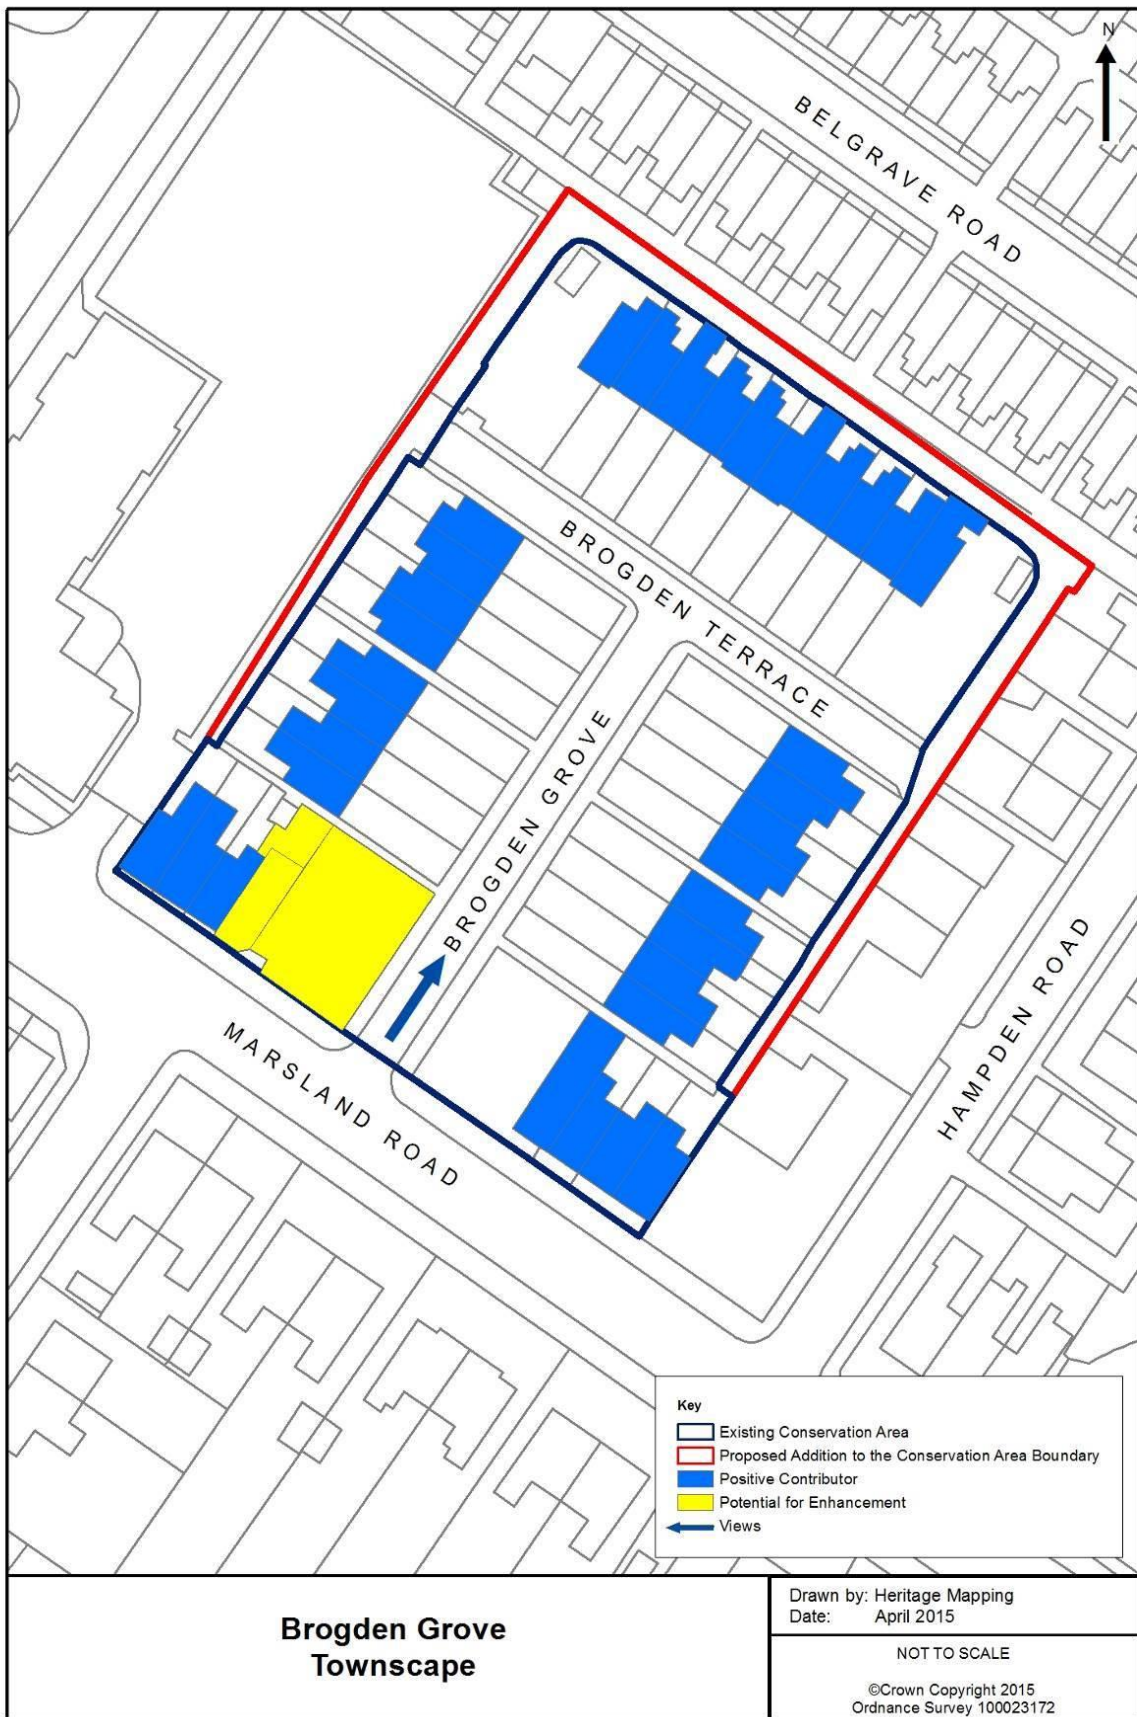 N
BELGRAVE ROAD
BROGDEN TERRACE
BROGDEN GROVE
HAMPDEN ROAD
MARSLAND ROAD
Key
Existing Conservation Area
Proposed Addition to the Conservation Area Boundary
Positive Contributor
Potential for Enhancement
Views
Brogden Grove
Townscape
Drawn by: Heritage Mapping
Date: April 2015
NOT TO SCALE
©Crown Copyright 2015
Ordnance Survey 100023172